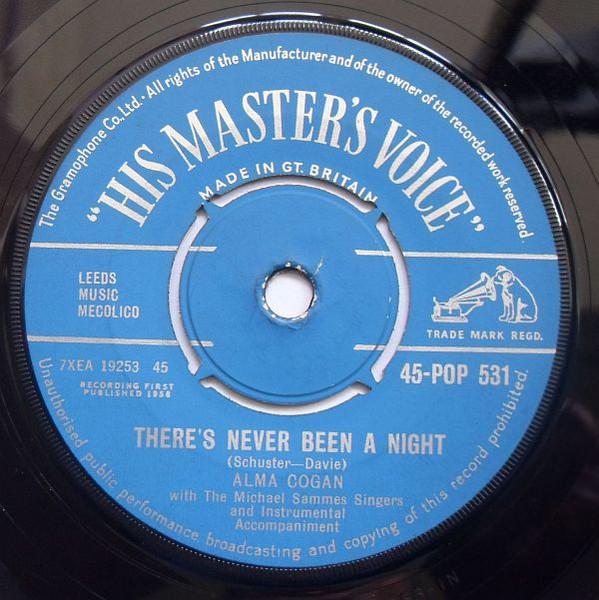 The Gramophone Co., Ltd. · All rights of the Manufacturer and of the owner of the recorded work reserved.
"HIS MASTER'S VOICE"
MADE IN GT. BRITAIN
LEEDS
MUSIC
MECOLICO
TRADE MARK REGD.
7XEA 19253 45
RECORDING FIRST
PUBLISHED 1958
45-POP 531
THERE'S NEVER BEEN A NIGHT
(Schuster—Davie)
ALMA COGAN
with The Michael Sammes Singers
and Instrumental
Accompaniment
Unauthorised public performance broadcasting and copying of this record prohibited.